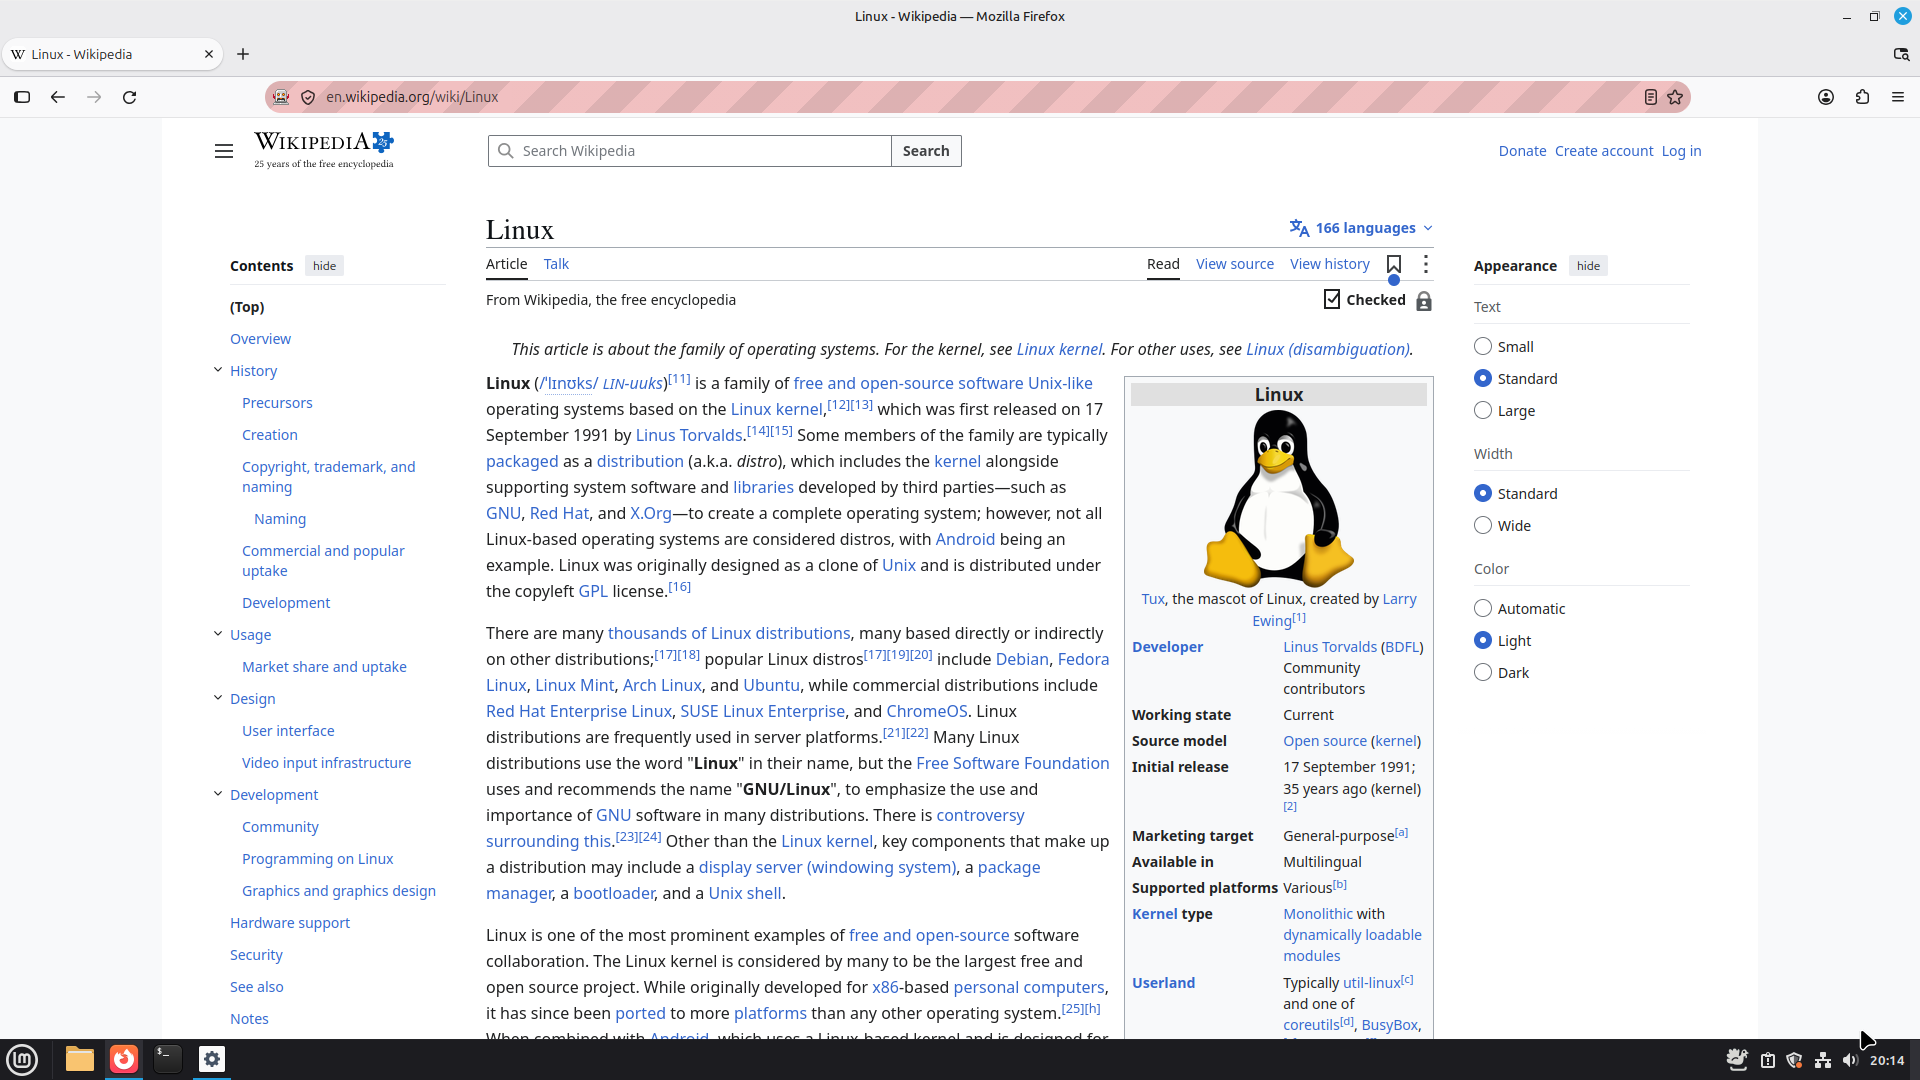 Linux - Wikipedia — Mozilla Firefox
Linux - Wikipedia
en.wikipedia.org/wiki/Linux
WIKIPEDIA 25
25 years of the free encyclopedia
Search Wikipedia
Search
Donate Create account Log in
Contents hide
(Top)
Overview
History
Precursors
Creation
Copyright, trademark, and
naming
Naming
Commercial and popular
uptake
Development
Usage
Market share and uptake
Design
User interface
Video input infrastructure
Development
Community
Programming on Linux
Graphics and graphics design
Hardware support
Security
See also
Notes
Linux
166 languages
Article Talk
Read View source View history
From Wikipedia, the free encyclopedia
Checked
This article is about the family of operating systems. For the kernel, see Linux kernel. For other uses, see Linux (disambiguation).
Linux (/ˈlɪnʊks/ LIN-uuks)[11] is a family of free and open-source software Unix-like
operating systems based on the Linux kernel,[12][13] which was first released on 17
September 1991 by Linus Torvalds.[14][15] Some members of the family are typically
packaged as a distribution (a.k.a. distro), which includes the kernel alongside
supporting system software and libraries developed by third parties—such as
GNU, Red Hat, and X.Org—to create a complete operating system; however, not all
Linux-based operating systems are considered distros, with Android being an
example. Linux was originally designed as a clone of Unix and is distributed under
the copyleft GPL license.[16]
There are many thousands of Linux distributions, many based directly or indirectly
on other distributions;[17][18] popular Linux distros[17][19][20] include Debian, Fedora
Linux, Linux Mint, Arch Linux, and Ubuntu, while commercial distributions include
Red Hat Enterprise Linux, SUSE Linux Enterprise, and ChromeOS. Linux
distributions are frequently used in server platforms.[21][22] Many Linux
distributions use the word "Linux" in their name, but the Free Software Foundation
uses and recommends the name "GNU/Linux", to emphasize the use and
importance of GNU software in many distributions. There is controversy
surrounding this.[23][24] Other than the Linux kernel, key components that make up
a distribution may include a display server (windowing system), a package
manager, a bootloader, and a Unix shell.
Linux is one of the most prominent examples of free and open-source software
collaboration. The Linux kernel is considered by many to be the largest free and
open source project. While originally developed for x86-based personal computers,
it has since been ported to more platforms than any other operating system.[25][h]
When combined with Android, which uses a Linux-based kernel and is designed for
Linux
Tux, the mascot of Linux, created by Larry
Ewing[1]
Developer Linus Torvalds (BDFL)
Community
contributors
Working state Current
Source model Open source (kernel)
Initial release 17 September 1991;
35 years ago (kernel)
[2]
Marketing target General-purpose[a]
Available in Multilingual
Supported platforms Various[b]
Kernel type Monolithic with
dynamically loadable
modules
Userland Typically util-linux[c]
and one of
coreutils[d], BusyBox,
Appearance hide
Text
Small
Standard
Large
Width
Standard
Wide
Color
Automatic
Light
Dark
20:14